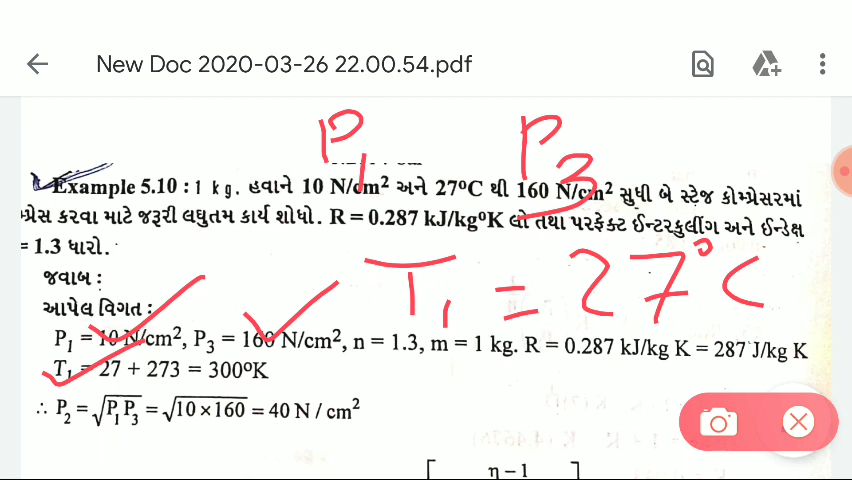 New Doc 2020-03-26 22.00.54.pdf
P1 P3
Example 5.10 : 1 kg. હવાને 10 N/cm² અને 27°C થી 160 N/cm² સુધી બે સ્ટેજ કોમ્પ્રેસરમાં
પ્રેસ કરવા માટે જરૂરી લઘુતમ કાર્ય શોધો. R = 0.287 kJ/kg°K લો તથા પરફેક્ટ ઈન્ટરકુલીંગ અને ઈન્ડેક્ષ
= 1.3 ધારો.
T1 = 27°C
જવાબ :
આપેલ વિગત :
P₁ = 10 N/cm², P₃ = 160 N/cm², n = 1.3, m = 1 kg. R = 0.287 kJ/kg K = 287 J/kg K
T₁ = 27 + 273 = 300°K
∴ P₂ = √P₁P₃ = √10×160 = 40 N / cm²
η – 1